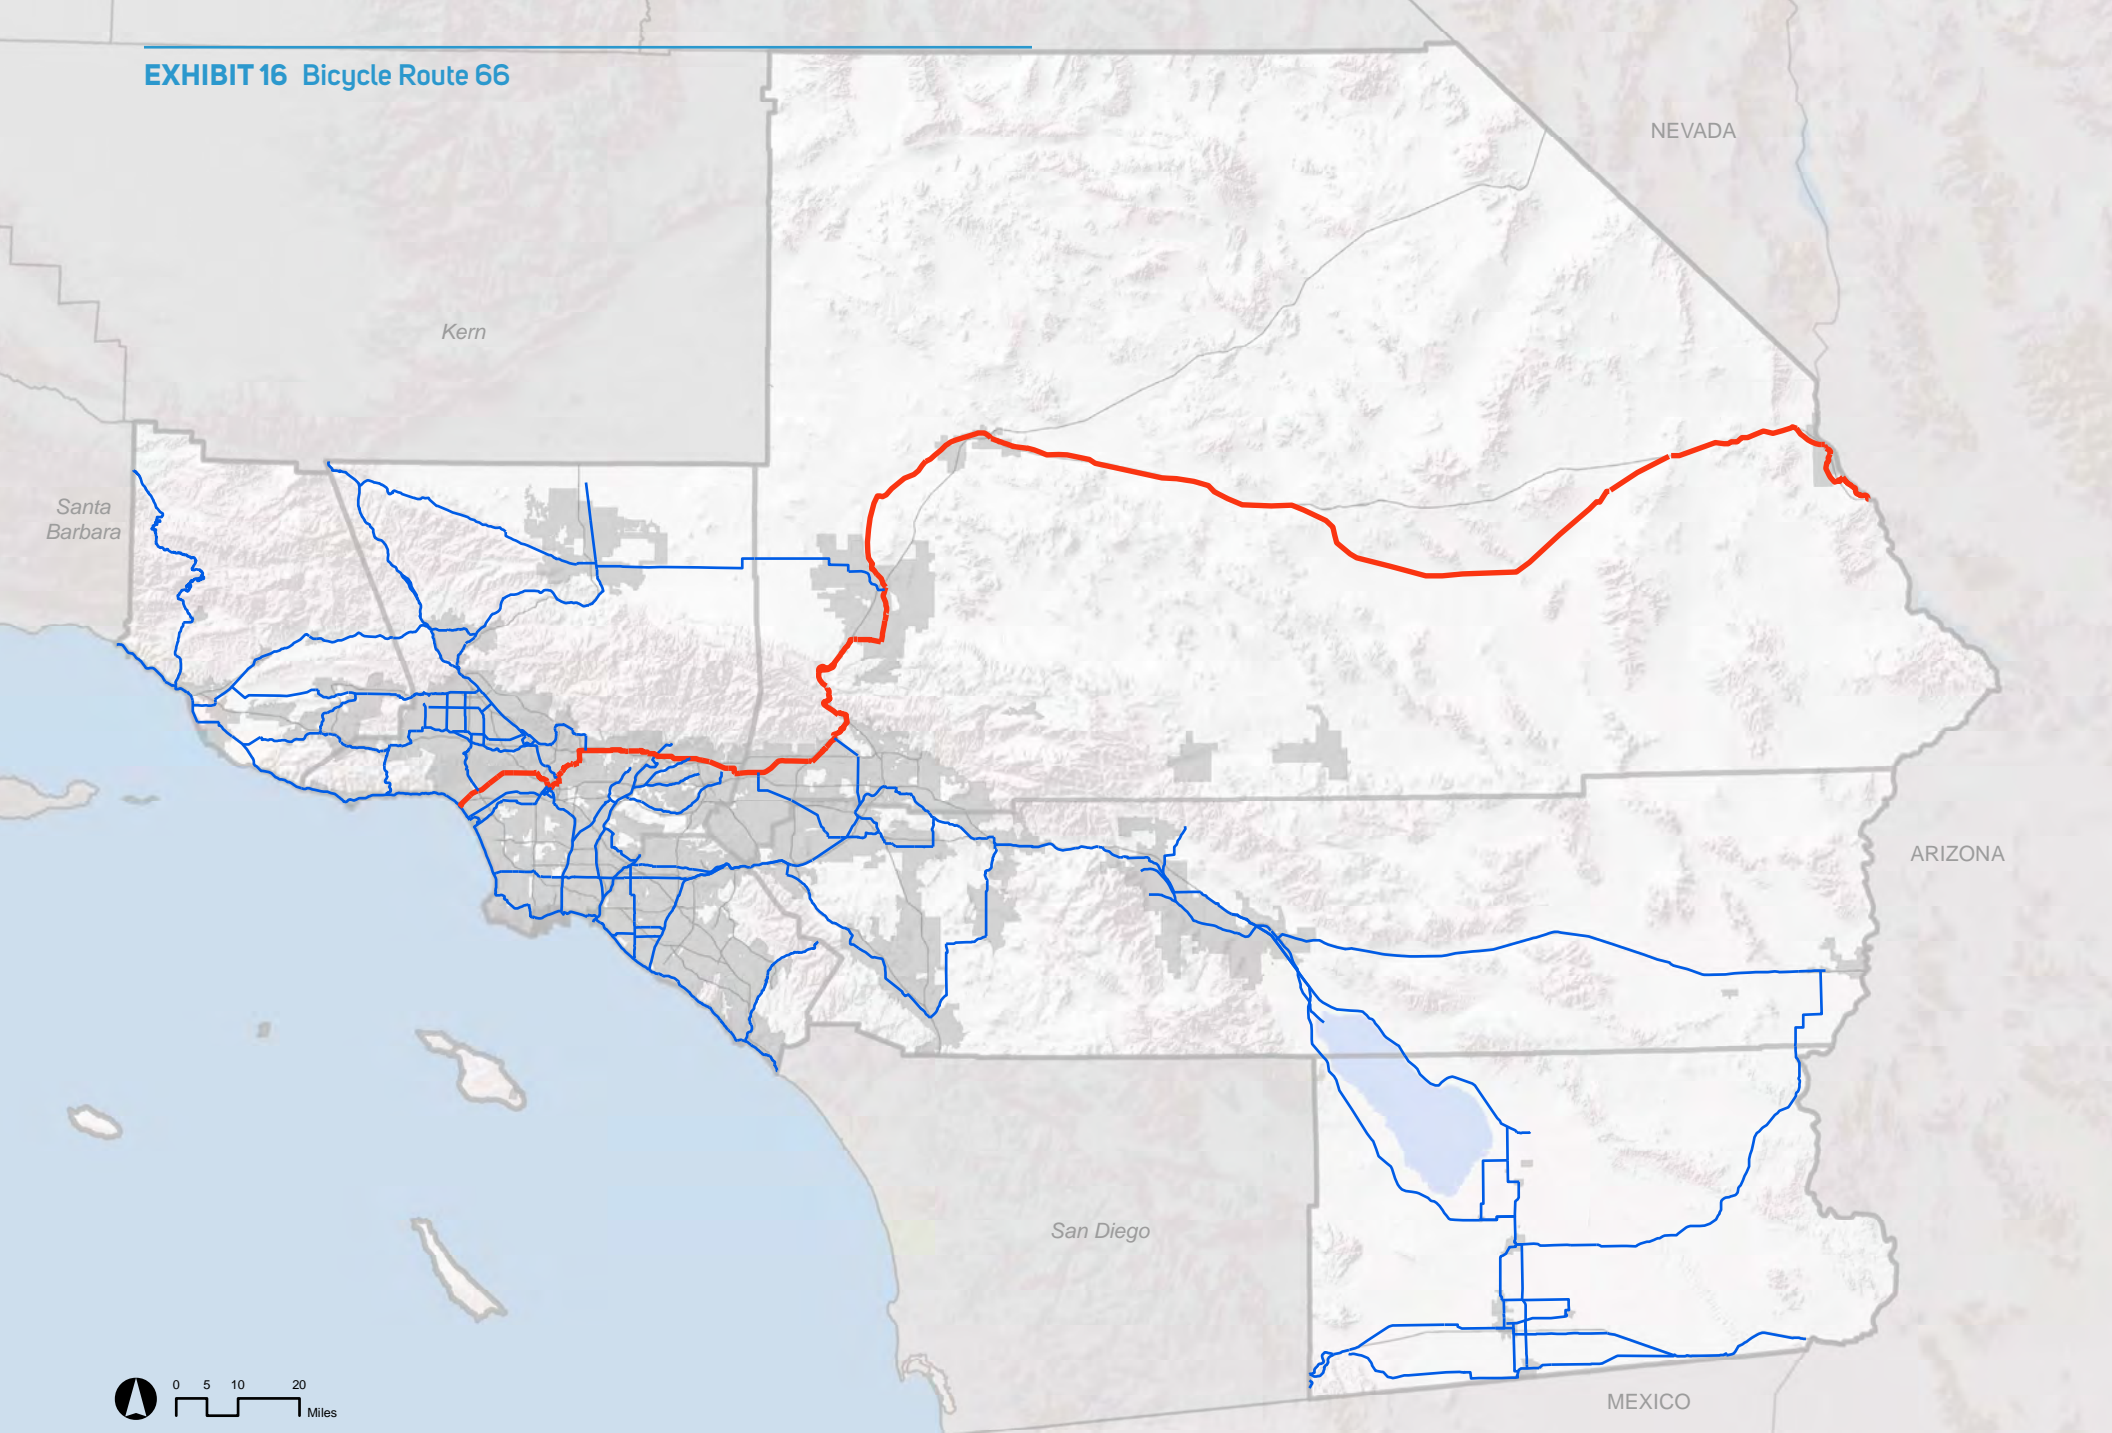 EXHIBIT 16 Bicycle Route 66
NEVADA
Kern
Santa
Barbara
ARIZONA
San Diego
MEXICO
0 5 10 20
Miles